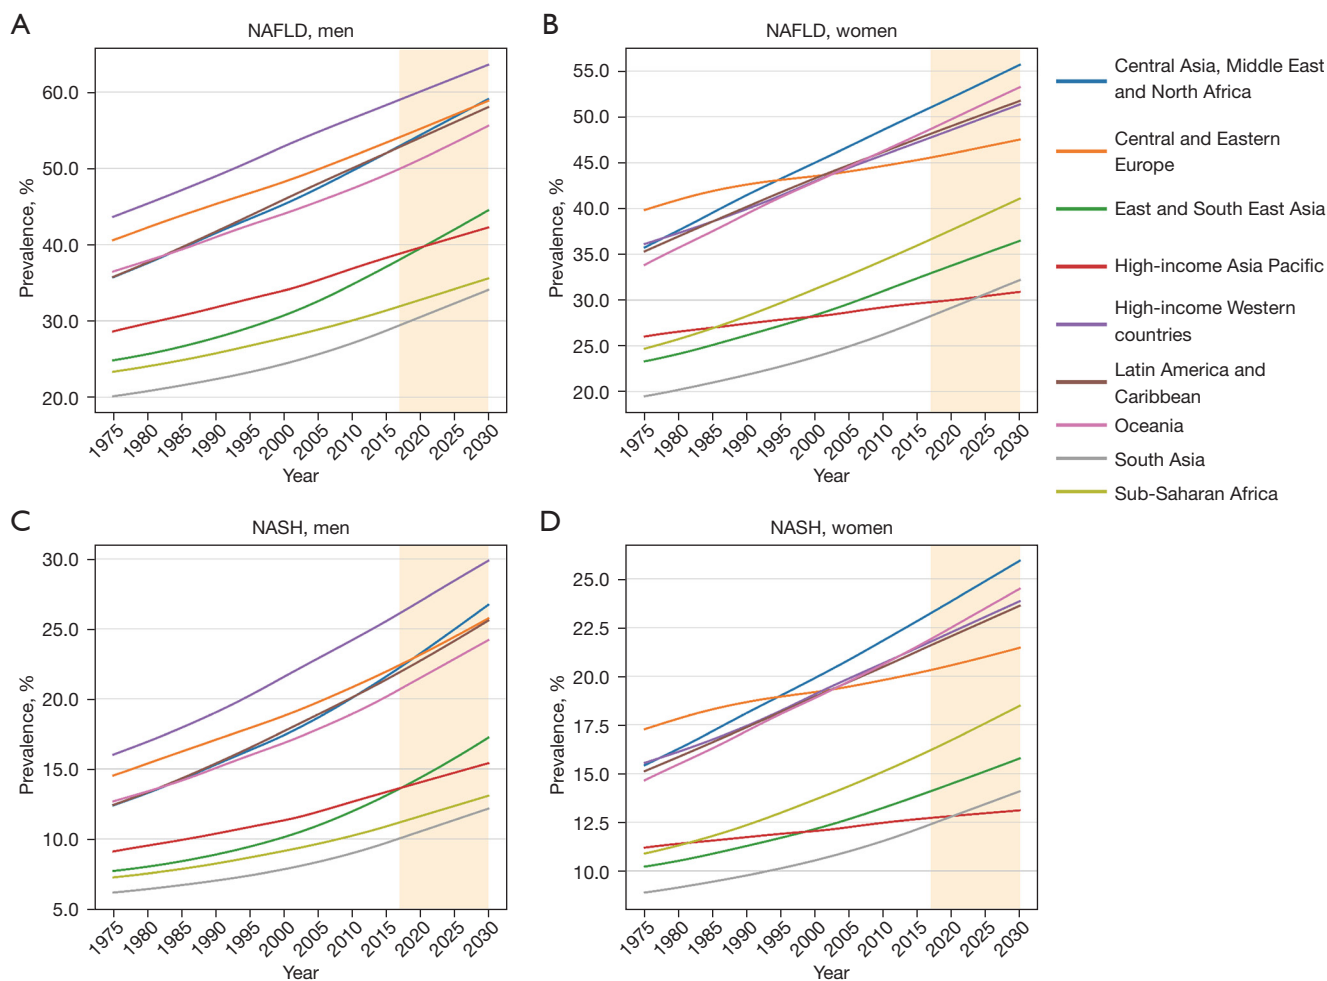 A
NAFLD, men
Prevalence, %
60.0
50.0
40.0
30.0
20.0
1975 1980 1985 1990 1995 2000 2005 2010 2015 2020 2025 2030
Year
B
NAFLD, women
Prevalence, %
55.0
50.0
45.0
40.0
35.0
30.0
25.0
20.0
1975 1980 1985 1990 1995 2000 2005 2010 2015 2020 2025 2030
Year
Central Asia, Middle East
and North Africa
Central and Eastern
Europe
East and South East Asia
High-income Asia Pacific
High-income Western
countries
Latin America and
Caribbean
Oceania
South Asia
Sub-Saharan Africa
C
NASH, men
Prevalence, %
30.0
25.0
20.0
15.0
10.0
5.0
1975 1980 1985 1990 1995 2000 2005 2010 2015 2020 2025 2030
Year
D
NASH, women
Prevalence, %
25.0
22.5
20.0
17.5
15.0
12.5
10.0
1975 1980 1985 1990 1995 2000 2005 2010 2015 2020 2025 2030
Year